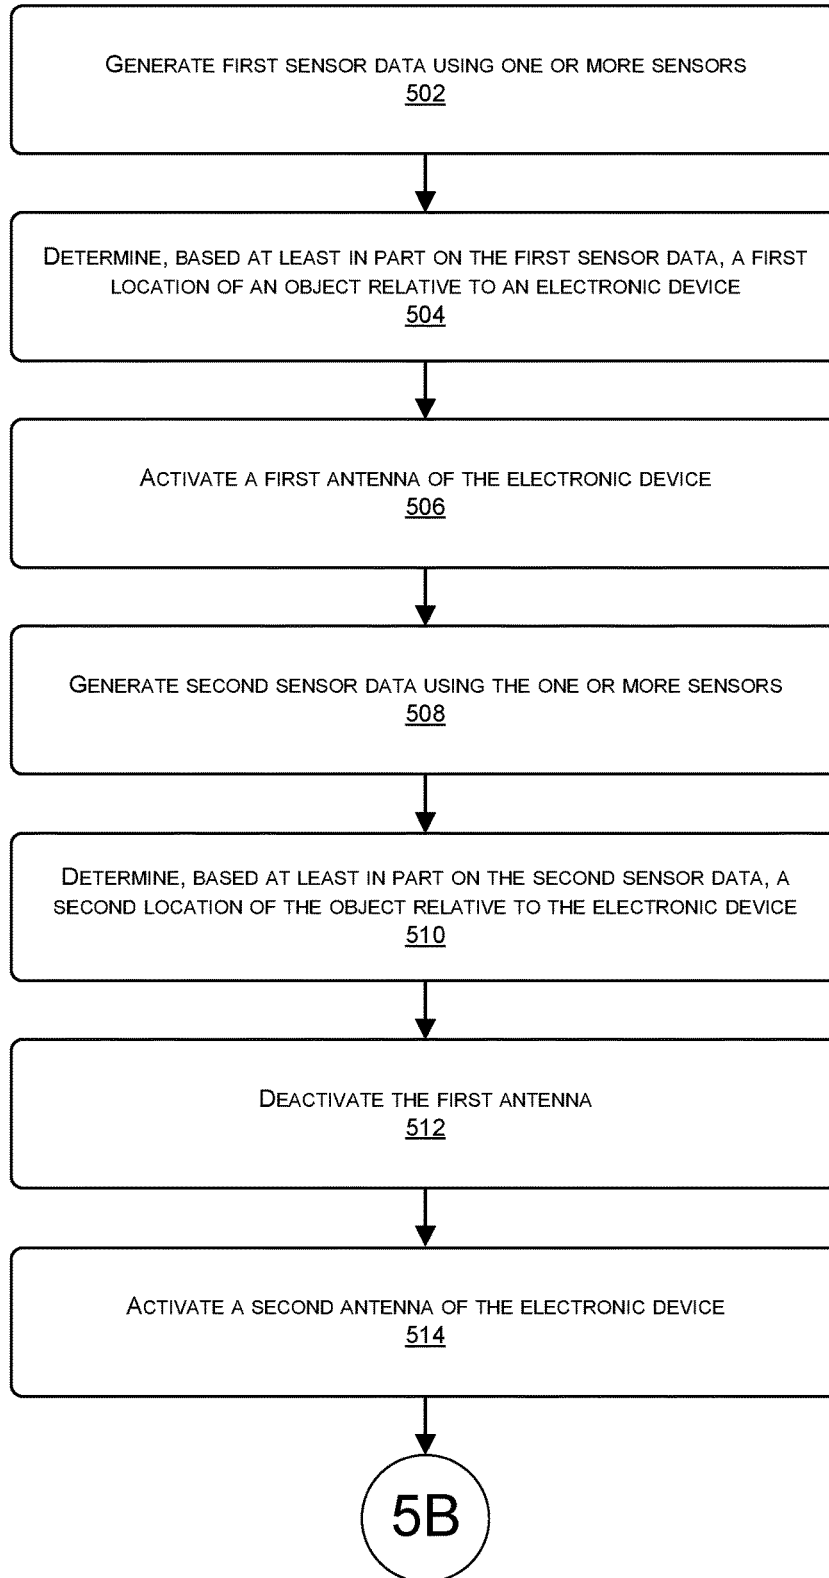 GENERATE FIRST SENSOR DATA USING ONE OR MORE SENSORS
502
DETERMINE, BASED AT LEAST IN PART ON THE FIRST SENSOR DATA, A FIRST
LOCATION OF AN OBJECT RELATIVE TO AN ELECTRONIC DEVICE
504
ACTIVATE A FIRST ANTENNA OF THE ELECTRONIC DEVICE
506
GENERATE SECOND SENSOR DATA USING THE ONE OR MORE SENSORS
508
DETERMINE, BASED AT LEAST IN PART ON THE SECOND SENSOR DATA, A
SECOND LOCATION OF THE OBJECT RELATIVE TO THE ELECTRONIC DEVICE
510
DEACTIVATE THE FIRST ANTENNA
512
ACTIVATE A SECOND ANTENNA OF THE ELECTRONIC DEVICE
514
5B